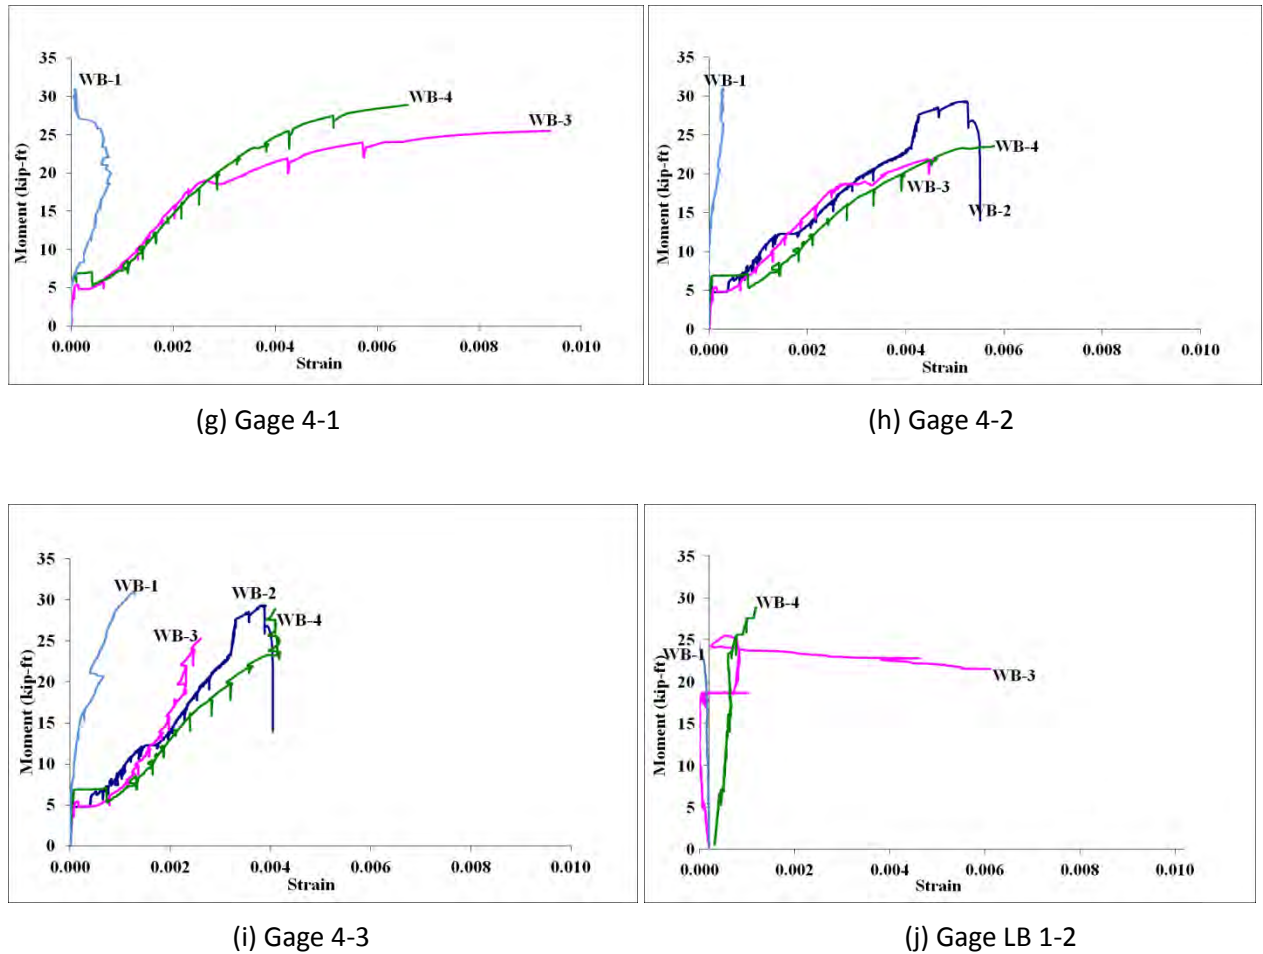 35
30
25
20
15
10
5
0
Moment (kip-ft)
WB-1
WB-4
WB-3
0.000 0.002 0.004 0.006 0.008 0.010
Strain
(g) Gage 4-1
35
30
25
20
15
10
5
0
Moment (kip-ft)
WB-1
WB-4
WB-3
WB-2
0.000 0.002 0.004 0.006 0.008 0.010
Strain
(h) Gage 4-2
35
30
25
20
15
10
5
0
Moment (kip-ft)
WB-1
WB-2
WB-4
WB-3
0.000 0.002 0.004 0.006 0.008 0.010
Strain
(i) Gage 4-3
35
30
25
20
15
10
5
0
Moment (kip-ft)
WB-4
WB-1
WB-3
0.000 0.002 0.004 0.006 0.008 0.010
Strain
(j) Gage LB 1-2